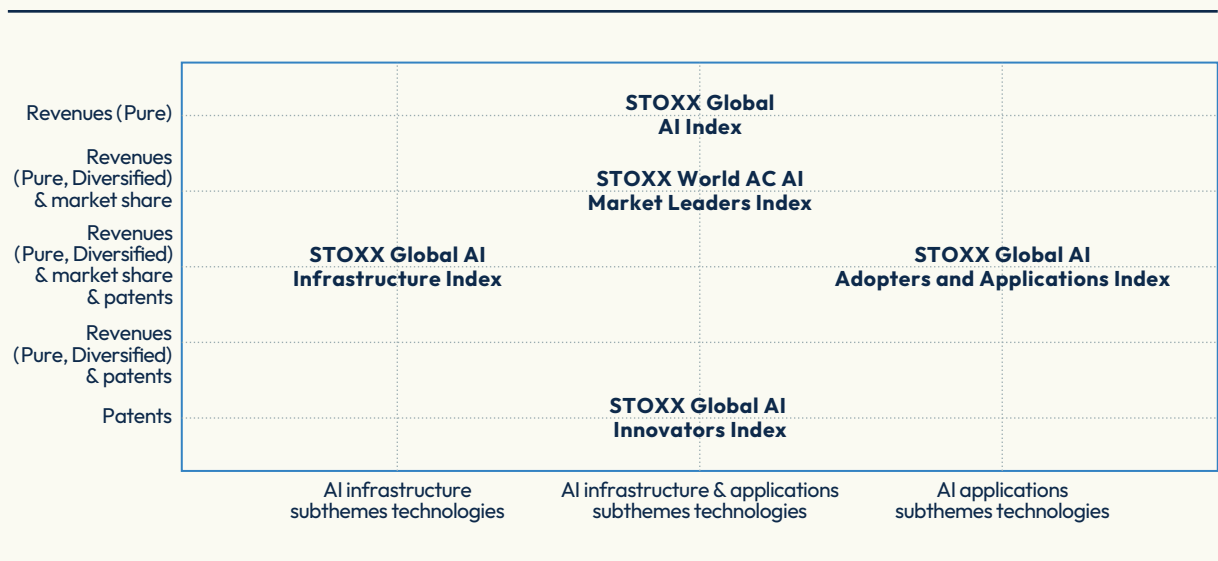 Revenues (Pure)
STOXX Global
AI Index
Revenues
(Pure, Diversified)
& market share
STOXX World AC AI
Market Leaders Index
Revenues
(Pure, Diversified)
& market share
& patents
STOXX Global AI
Infrastructure Index
STOXX Global AI
Adopters and Applications Index
Revenues
(Pure, Diversified)
& patents
Patents
STOXX Global AI
Innovators Index
AI infrastructure
subthemes technologies
AI infrastructure & applications
subthemes technologies
AI applications
subthemes technologies